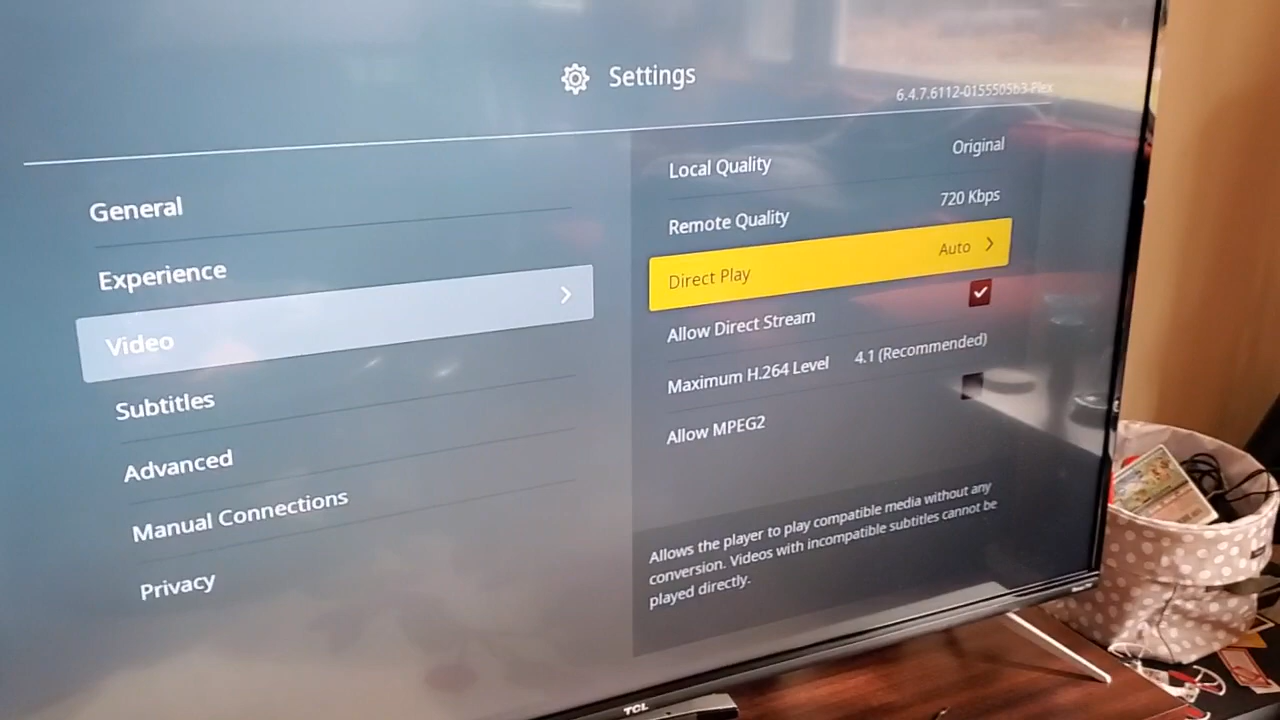 Settings
6.4.7.6112-0155505b3-Plex
General
Experience
Video
Subtitles
Advanced
Manual Connections
Privacy
Local Quality Original
Remote Quality 720 Kbps
Direct Play Auto
Allow Direct Stream
Maximum H.264 Level 4.1 (Recommended)
Allow MPEG2
Allows the player to play compatible media without any
conversion. Videos with incompatible subtitles cannot be
played directly.
TCL